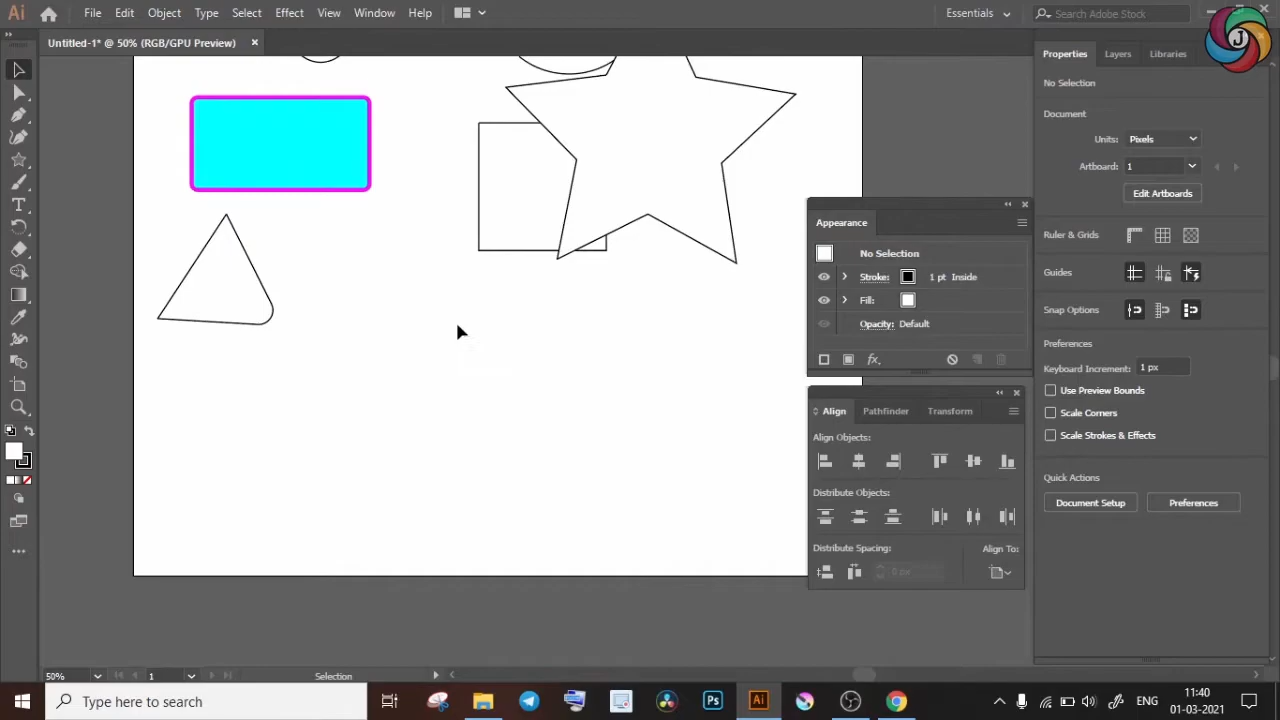 Ai File Edit Object Type Select Effect View Window Help Essentials Search Adobe Stock
Untitled-1* @ 50% (RGB/GPU Preview) ×
J
Properties Layers Libraries
No Selection
Document
Units: Pixels
Artboard: 1
Edit Artboards
Ruler & Grids
Guides
Snap Options
Preferences
Keyboard Increment: 1 px
Use Preview Bounds
Scale Corners
Scale Strokes & Effects
Quick Actions
Document Setup Preferences
Appearance
No Selection
Stroke: 1 pt Inside
Fill:
Opacity: Default
fx.
Align Pathfinder Transform
Align Objects:
Distribute Objects:
Distribute Spacing: Align To:
0 px
50% 1 Selection
Type here to search
Ps Ai ENG 11:40
01-03-2021